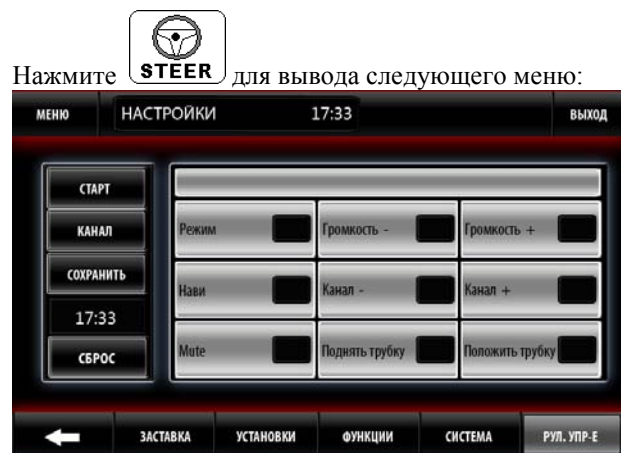 Нажмите STEER для вывода следующего меню:
МЕНЮ НАСТРОЙКИ 17:33 ВЫХОД
СТАРТ
КАНАЛ Режим Громкость - Громкость +
СОХРАНИТЬ
Нави Канал - Канал +
17:33
СБРОС Mute Поднять трубку Положить трубку
ЗАСТАВКА УСТАНОВКИ ФУНКЦИИ СИСТЕМА РУЛ. УПР-Е